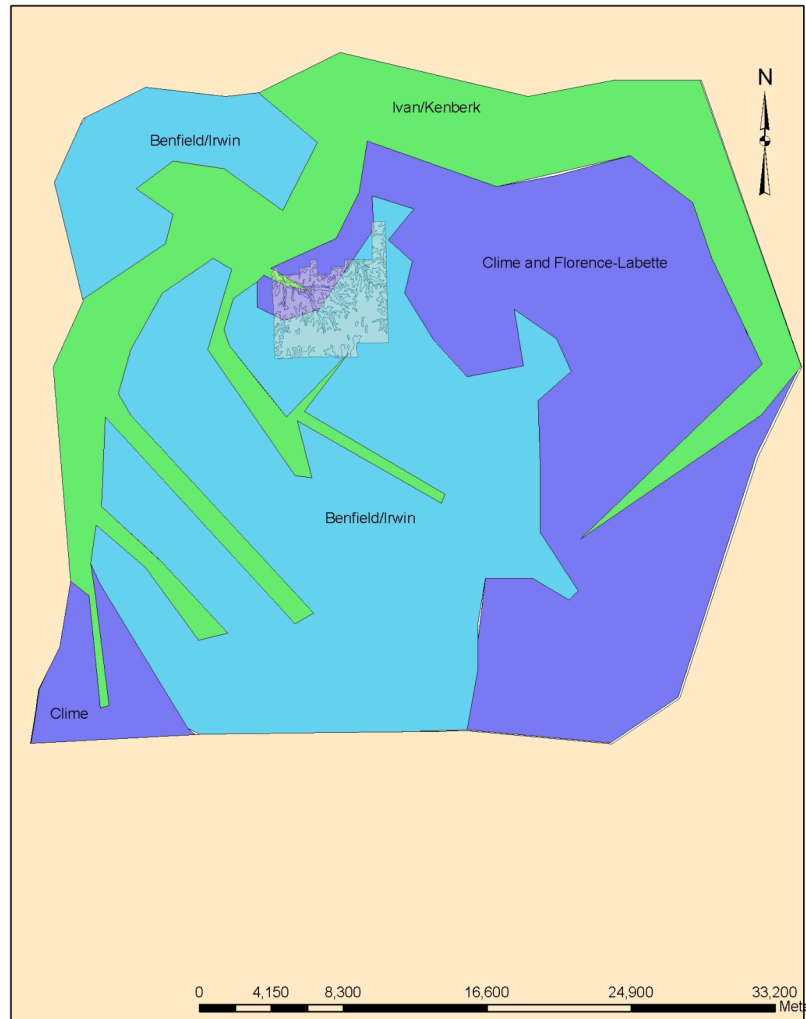 Ivan/Kenberk
N
Benfield/Irwin
Clime and Florence-Labette
Benfield/Irwin
Clime
0 4,150 8,300 16,600 24,900 33,200
Mete